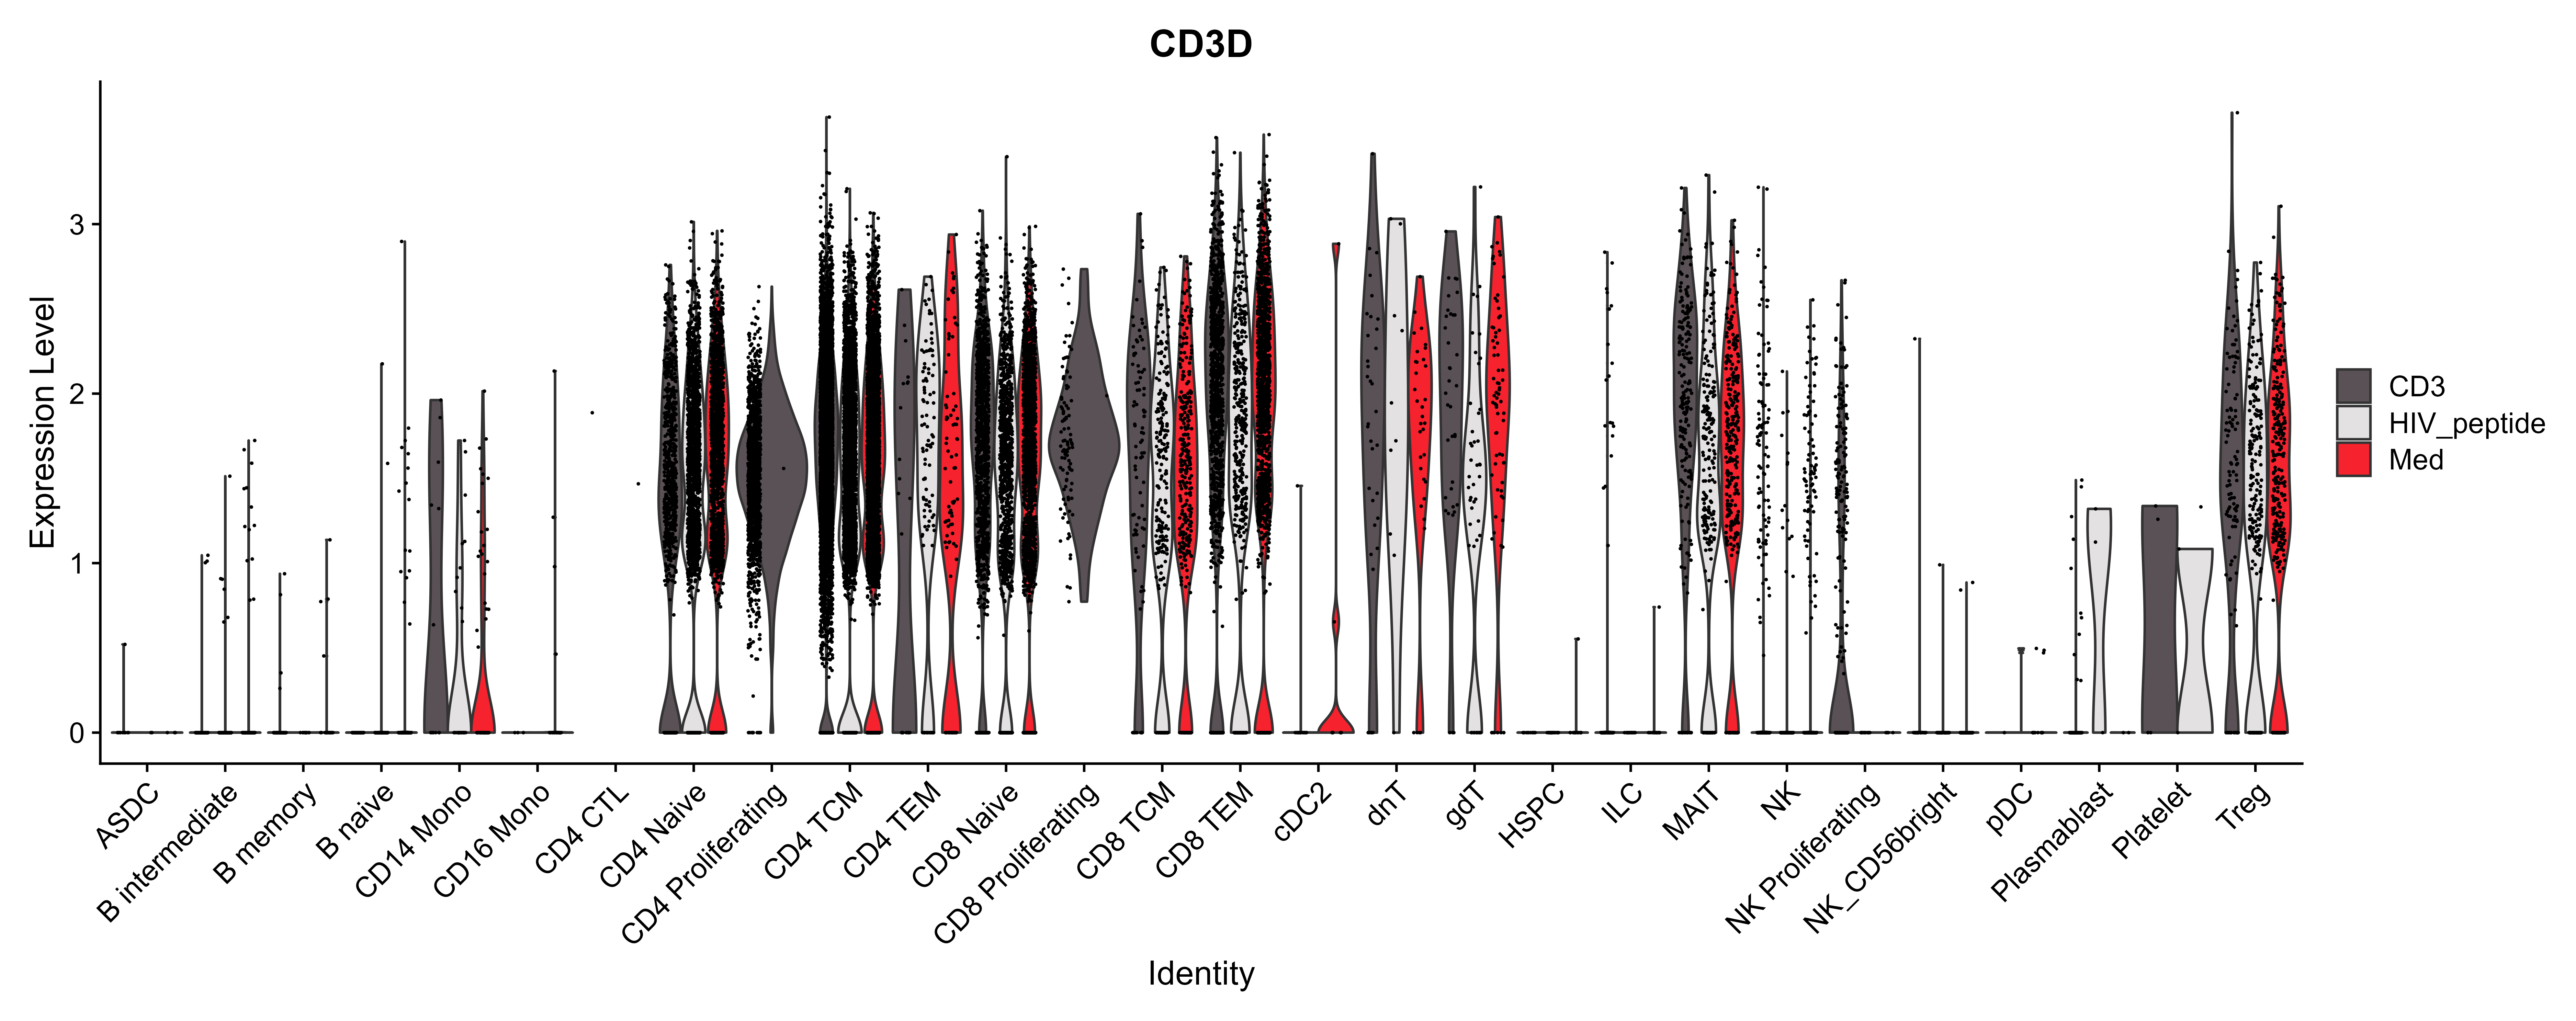 CD3D
Expression Level
3
2
1
0
ASDC
B intermediate
B memory
B naive
CD14 Mono
CD16 Mono
CD4 CTL
CD4 Naive
CD4 Proliferating
CD4 TCM
CD4 TEM
CD8 Naive
CD8 Proliferating
CD8 TCM
CD8 TEM
cDC2
dnT
gdT
HSPC
ILC
MAIT
NK
NK Proliferating
NK_CD56bright
pDC
Plasmablast
Platelet
Treg
Identity
CD3
HIV_peptide
Med